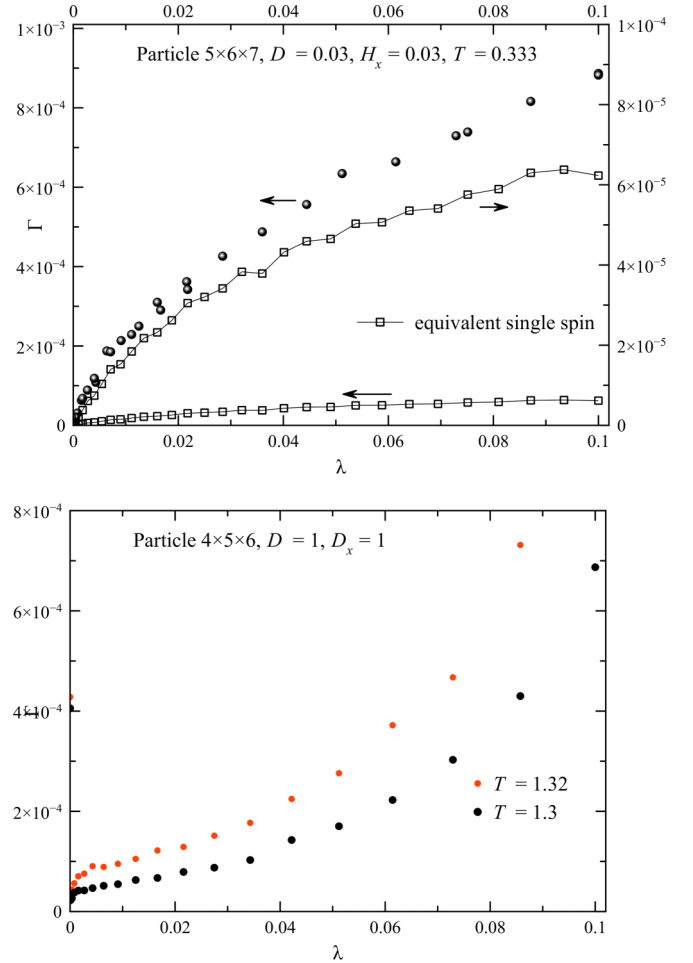 0 0.02 0.04 0.06 0.08 0.1
1×10⁻³ 1×10⁻⁴
Particle 5×6×7, D = 0.03, Hₓ = 0.03, T = 0.333
8×10⁻⁴ 8×10⁻⁵
6×10⁻⁴ 6×10⁻⁵
Γ
4×10⁻⁴ 4×10⁻⁵
equivalent single spin
2×10⁻⁴ 2×10⁻⁵
0 0
0 0.02 0.04 0.06 0.08 0.1
λ
8×10⁻⁴
Particle 4×5×6, D = 1, Dₓ = 1
6×10⁻⁴
4×10⁻⁴
T = 1.32
2×10⁻⁴ T = 1.3
0
0 0.02 0.04 0.06 0.08 0.1
λ